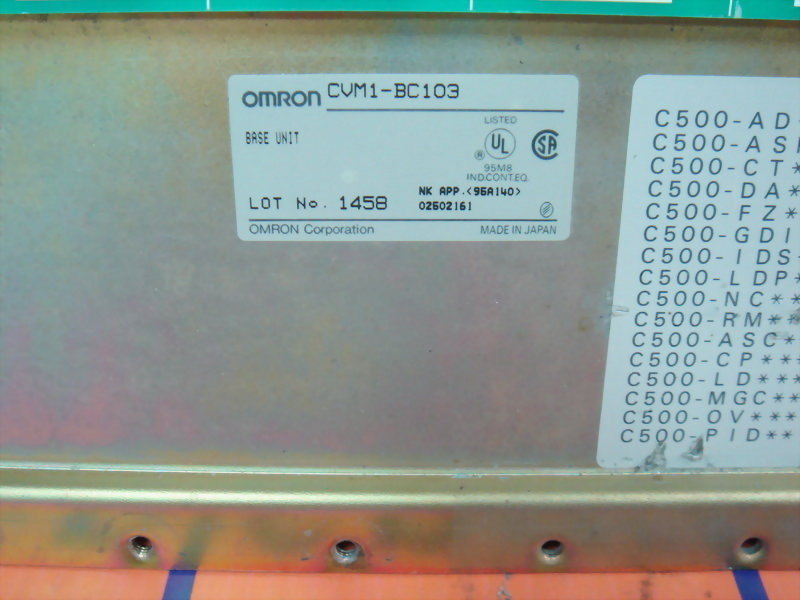 OMRON CVM1-BC103
BASE UNIT
LISTED
UL
®
SA
95M8
IND.CONT.EQ.
NK APP.<95A140>
LOT No. 1458
02502161
OMRON Corporation MADE IN JAPAN
C500-AD
C500-AS
C500-CT*
C500-DA*
C500-FZ*
C500-GDI
C500-IDS
C500-LDP*
C500-NC**
C500-RM**
C500-ASC**
C500-CP***
C500-LD***
C500-MGC**
C500-OV***
C500-PID**